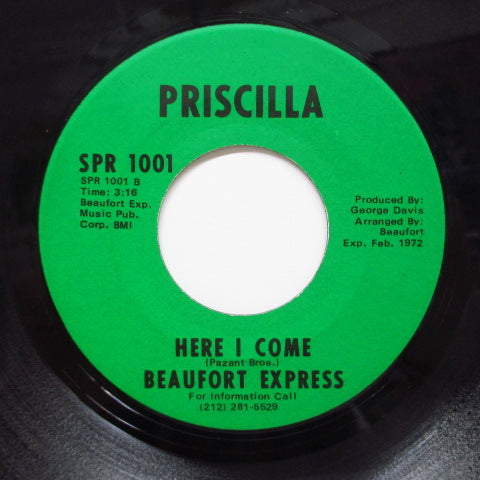 PRISCILLA
SPR 1001
SPR 1001 B
Time: 3:16
Beaufort Exp.
Music Pub.
Corp. BMI
Produced By:
George Davis
Arranged By:
Beaufort
Exp. Feb. 1972
HERE I COME
(Pazant Bros.)
BEAUFORT EXPRESS
For Information Call
(212) 281-5529